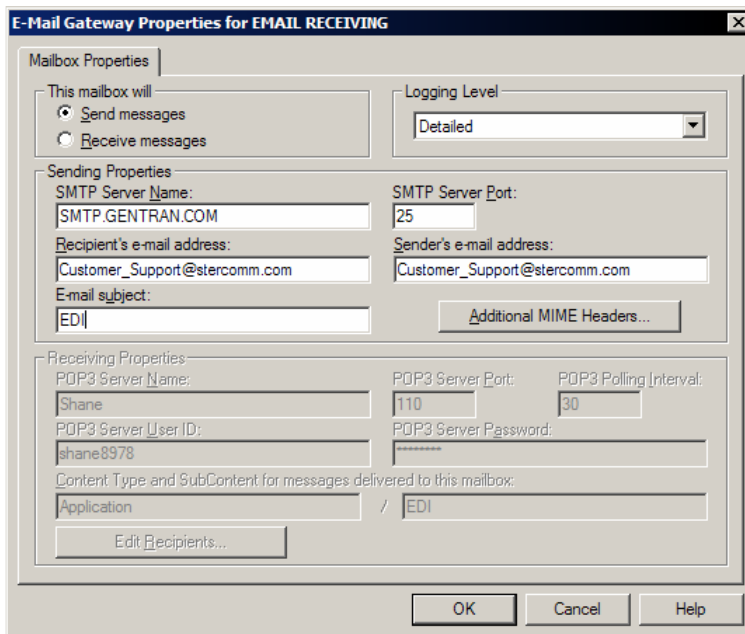 E-Mail Gateway Properties for EMAIL RECEIVING
Mailbox Properties
This mailbox will
Send messages
Receive messages
Logging Level
Detailed
Sending Properties
SMTP Server Name:
SMTP Server Port:
SMTP.GENTRAN.COM
25
Recipient's e-mail address:
Sender's e-mail address:
Customer_Support@stercomm.com
Customer_Support@stercomm.com
E-mail subject:
EDI
Additional MIME Headers...
Receiving Properties
POP3 Server Name:
POP3 Server Port:
POP3 Polling Interval:
Shane
110
30
POP3 Server User ID:
POP3 Server Password:
shane8978
********
Content Type and SubContent for messages delivered to this mailbox:
Application / EDI
Edit Recipients...
OK
Cancel
Help